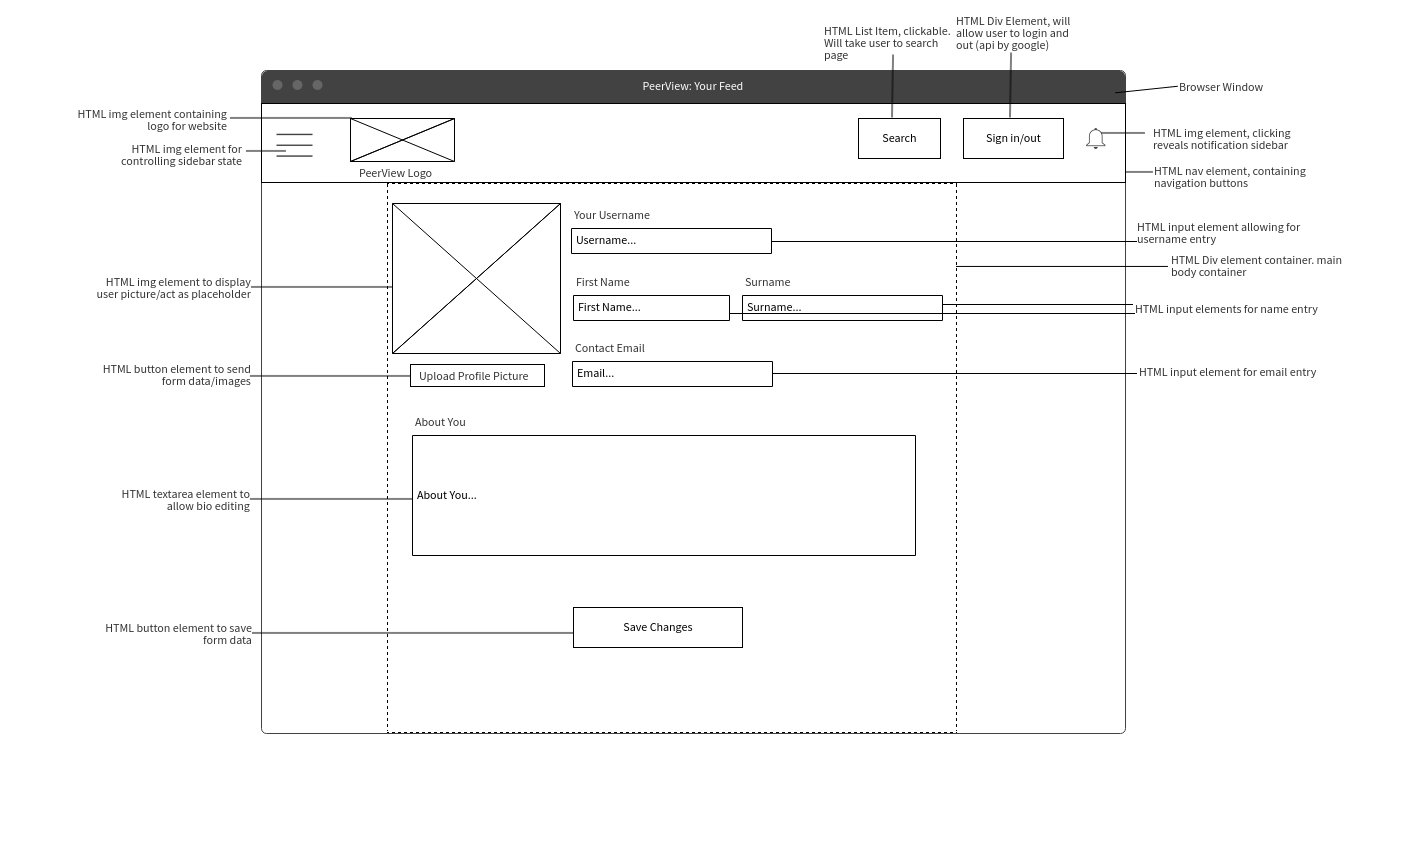 HTML List Item, clickable.
Will take user to search
page
HTML Div Element, will
allow user to login and
out (api by google)
PeerView: Your Feed
Browser Window
HTML img element containing
logo for website
HTML img element for
controlling sidebar state
PeerView Logo
Search
Sign in/out
HTML img element, clicking
reveals notification sidebar
HTML nav element, containing
navigation buttons
Your Username
Username...
HTML input element allowing for
username entry
HTML Div element container. main
body container
HTML img element to display
user picture/act as placeholder
First Name
Surname
First Name...
Surname...
HTML input elements for name entry
Contact Email
Email...
HTML input element for email entry
HTML button element to send
form data/images
Upload Profile Picture
About You
About You...
HTML textarea element to
allow bio editing
HTML button element to save
form data
Save Changes